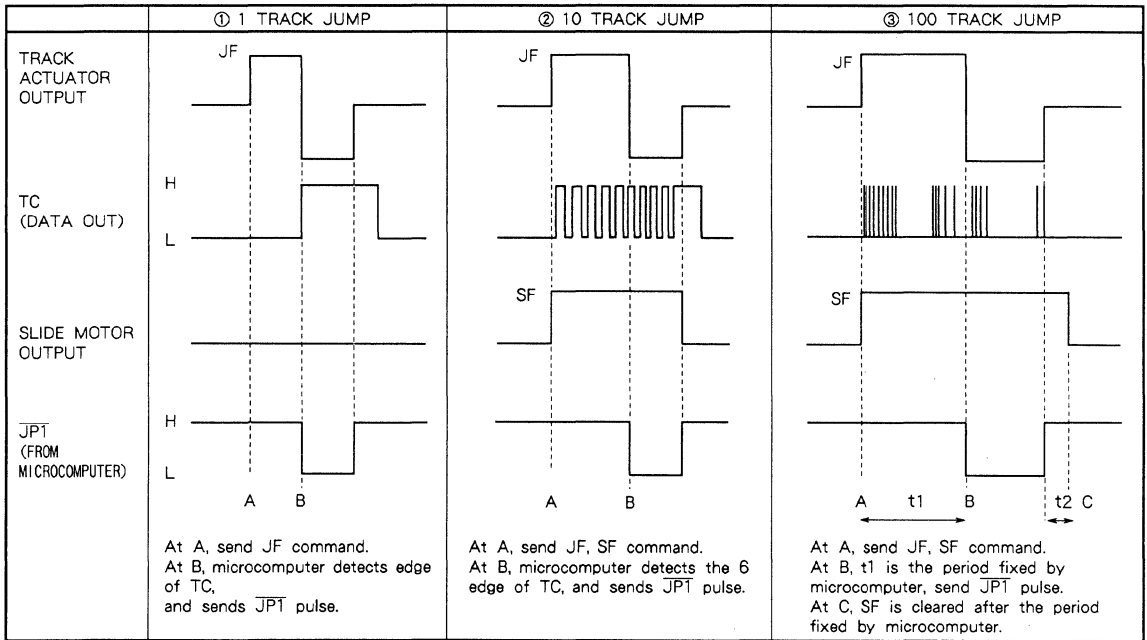 ① 1 TRACK JUMP
② 10 TRACK JUMP
③ 100 TRACK JUMP
TRACK
ACTUATOR
OUTPUT
JF
JF
JF
TC
(DATA OUT)
H
L
SLIDE MOTOR
OUTPUT
SF
SF
JP1
(FROM
MICROCOMPUTER)
H
L
A B
A B
A t1 B t2 C
At A, send JF command.
At B, microcomputer detects edge
of TC,
and sends JP1 pulse.
At A, send JF, SF command.
At B, microcomputer detects the 6
edge of TC, and sends JP1 pulse.
At A, send JF, SF command.
At B, t1 is the period fixed by
microcomputer, send JP1 pulse.
At C, SF is cleared after the period
fixed by microcomputer.